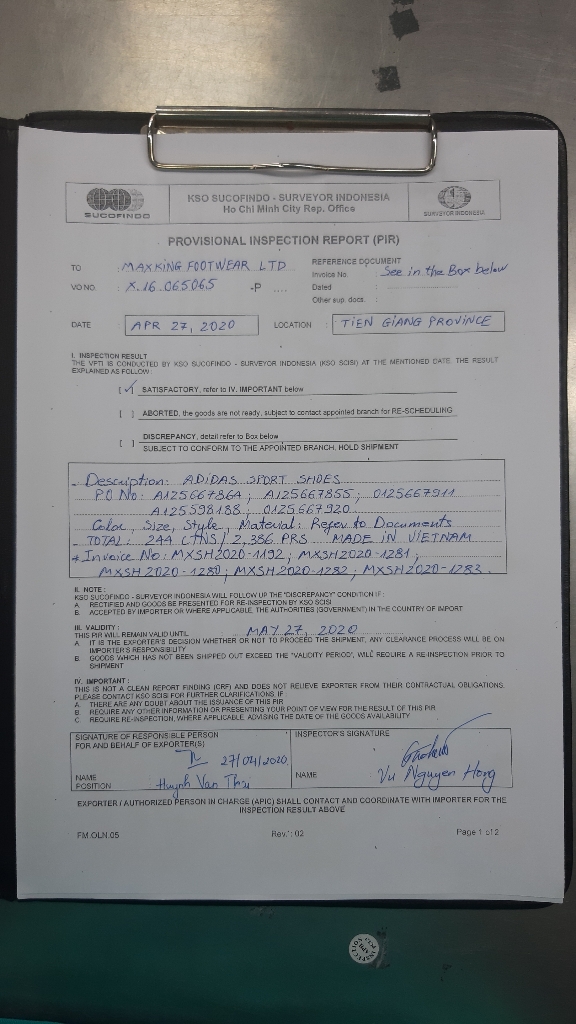 SUCOFINDO
KSO SUCOFINDO - SURVEYOR INDONESIA
Ho Chi Minh City Rep. Office
SURVEYOR INDONESIA
PROVISIONAL INSPECTION REPORT (PIR)
TO : MAXKING FOOTWEAR LTD
VO NO. : X.16.065065 -P ....
REFERENCE DOCUMENT
Invoice No. : See in the Box below
Dated :
Other sup. docs. :
DATE : APR 27, 2020 LOCATION : TIEN GIANG PROVINCE
I. INSPECTION RESULT
THE VPTI IS CONDUCTED BY KSO SUCOFINDO - SURVEYOR INDONESIA (KSO SCISI) AT THE MENTIONED DATE. THE RESULT
EXPLAINED AS FOLLOW :
[✓] SATISFACTORY, refer to IV. IMPORTANT below
[ ] ABORTED, the goods are not ready, subject to contact appointed branch for RE-SCHEDULING
[ ] DISCREPANCY, detail refer to Box below
SUBJECT TO CONFORM TO THE APPOINTED BRANCH, HOLD SHIPMENT
- Description: ADIDAS SPORT SHOES
P.O No: A125667864 ; A125667855 ; 0125667911
A125598188 ; 0125667920
Color, Size, Style, Material: Refer to Documents
- TOTAL: 244 CTNS / 2,386 PRS MADE IN VIETNAM
* Invoice No: MXSH2020-1192 ; MXSH2020-1281 ;
MXSH2020-1280 ; MXSH2020-1282 ; MXSH2020-1283.
II. NOTE :
KSO SUCOFINDO - SURVEYOR INDONESIA WILL FOLLOW UP THE "DISCREPANCY" CONDITION IF :
A. RECTIFIED AND GOODS BE PRESENTED FOR RE-INSPECTION BY KSO SCISI
B. ACCEPTED BY IMPORTER OR WHERE APPLICABLE, THE AUTHORITIES (GOVERNMENT) IN THE COUNTRY OF IMPORT
III. VALIDITY :
THIS PIR WILL REMAIN VALID UNTIL MAY 27, 2020
A. IT IS THE EXPORTER'S DECISION WHETHER OR NOT TO PROCEED THE SHIPMENT, ANY CLEARANCE PROCESS WILL BE ON
IMPORTER'S RESPONSIBILITY
B. GOODS WHICH HAS NOT BEEN SHIPPED OUT EXCEED THE "VALIDITY PERIOD", WILL REQUIRE A RE-INSPECTION PRIOR TO
SHIPMENT
IV. IMPORTANT :
THIS IS NOT A CLEAN REPORT FINDING (CRF) AND DOES NOT RELIEVE EXPORTER FROM THEIR CONTRACTUAL OBLIGATIONS.
PLEASE CONTACT KSO SCISI FOR FURTHER CLARIFICATIONS, IF
A. THERE ARE ANY DOUBT ABOUT THE ISSUANCE OF THIS PIR
B. REQUIRE ANY OTHER INFORMATION OR PRESENTING YOUR POINT OF VIEW FOR THE RESULT OF THIS PIR
C. REQUIRE RE-INSPECTION, WHERE APPLICABLE ADVISING THE DATE OF THE GOODS AVAILABILITY
SIGNATURE OF RESPONSIBLE PERSON
FOR AND BEHALF OF EXPORTER(S)
27/04/2020
NAME
POSITION Huynh Van Thu
INSPECTOR'S SIGNATURE
NAME Vu Nguyen Hong
EXPORTER / AUTHORIZED PERSON IN CHARGE (APIC) SHALL CONTACT AND COORDINATE WITH IMPORTER FOR THE
INSPECTION RESULT ABOVE
FM.OLN.05 Rev.: 02 Page 1 of 2